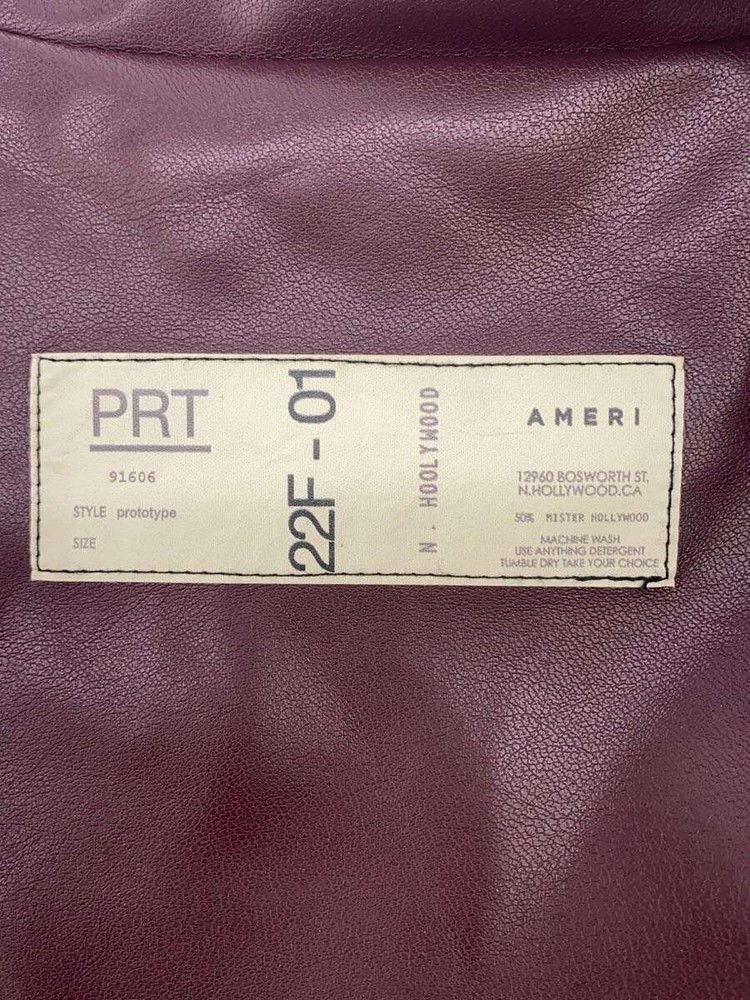 PRT
91606
STYLE prototype
SIZE
22F - 01
N . HOOLYWOOD
AMERI
12960 BOSWORTH ST,
N.HOLLYWOOD.CA
50% MISTER HOLLYWOOD
MACHINE WASH
USE ANYTHING DETERGENT
TUMBLE DRY TAKE YOUR CHOICE